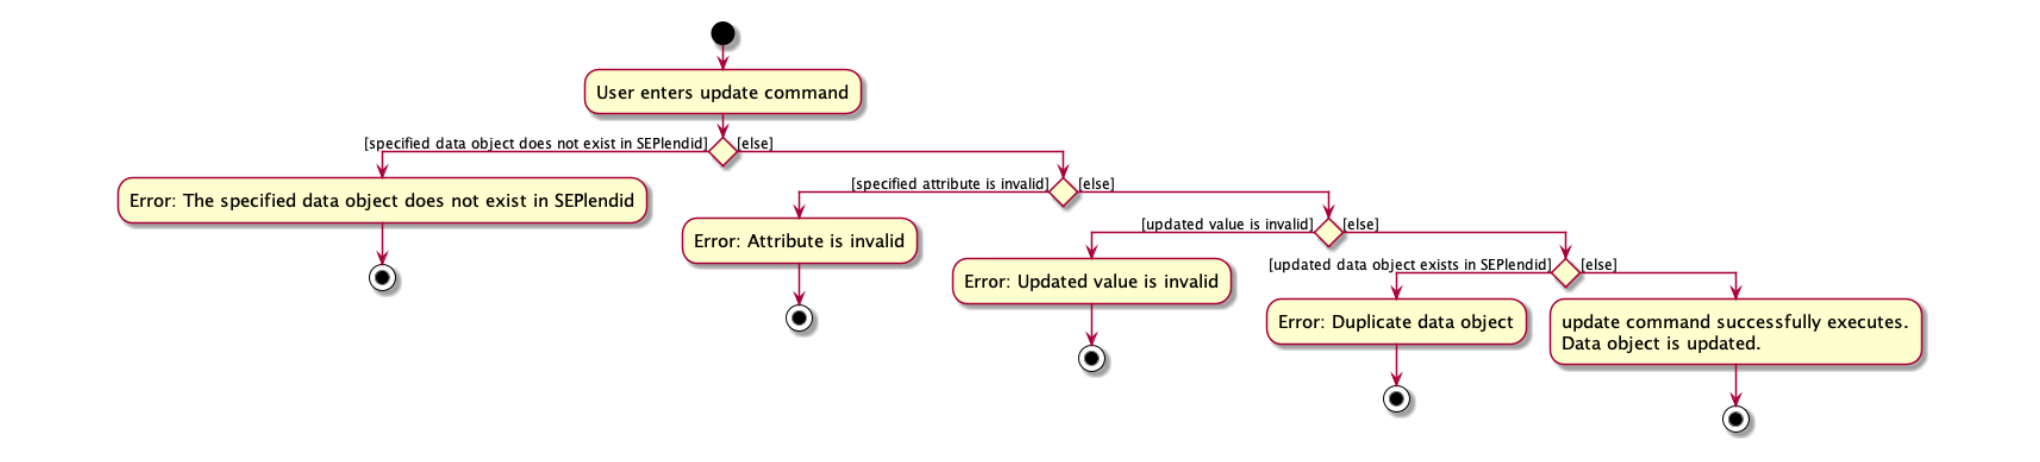 User enters update command
[specified data object does not exist in SEPlendid]
[else]
Error: The specified data object does not exist in SEPlendid
[specified attribute is invalid]
[else]
Error: Attribute is invalid
[updated value is invalid]
[else]
Error: Updated value is invalid
[updated data object exists in SEPlendid]
[else]
Error: Duplicate data object
update command successfully executes.
Data object is updated.